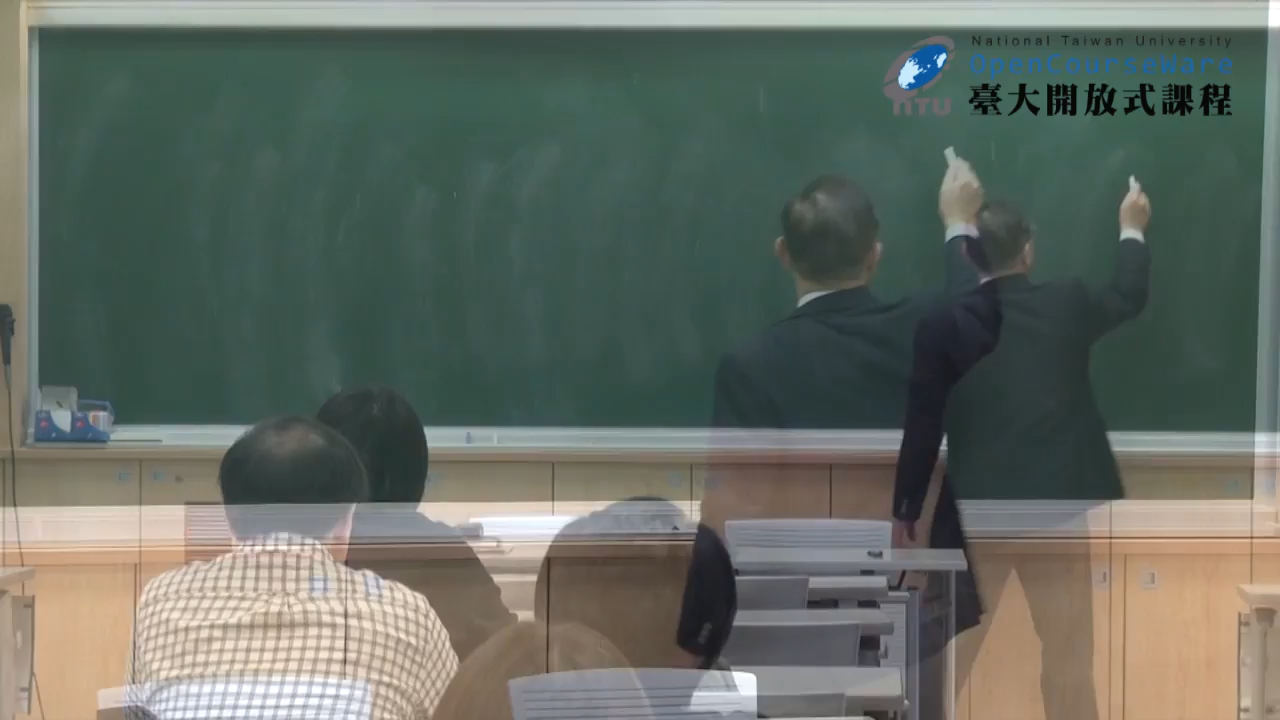 National Taiwan University
OpenCourseWare
NTU
臺大開放式課程